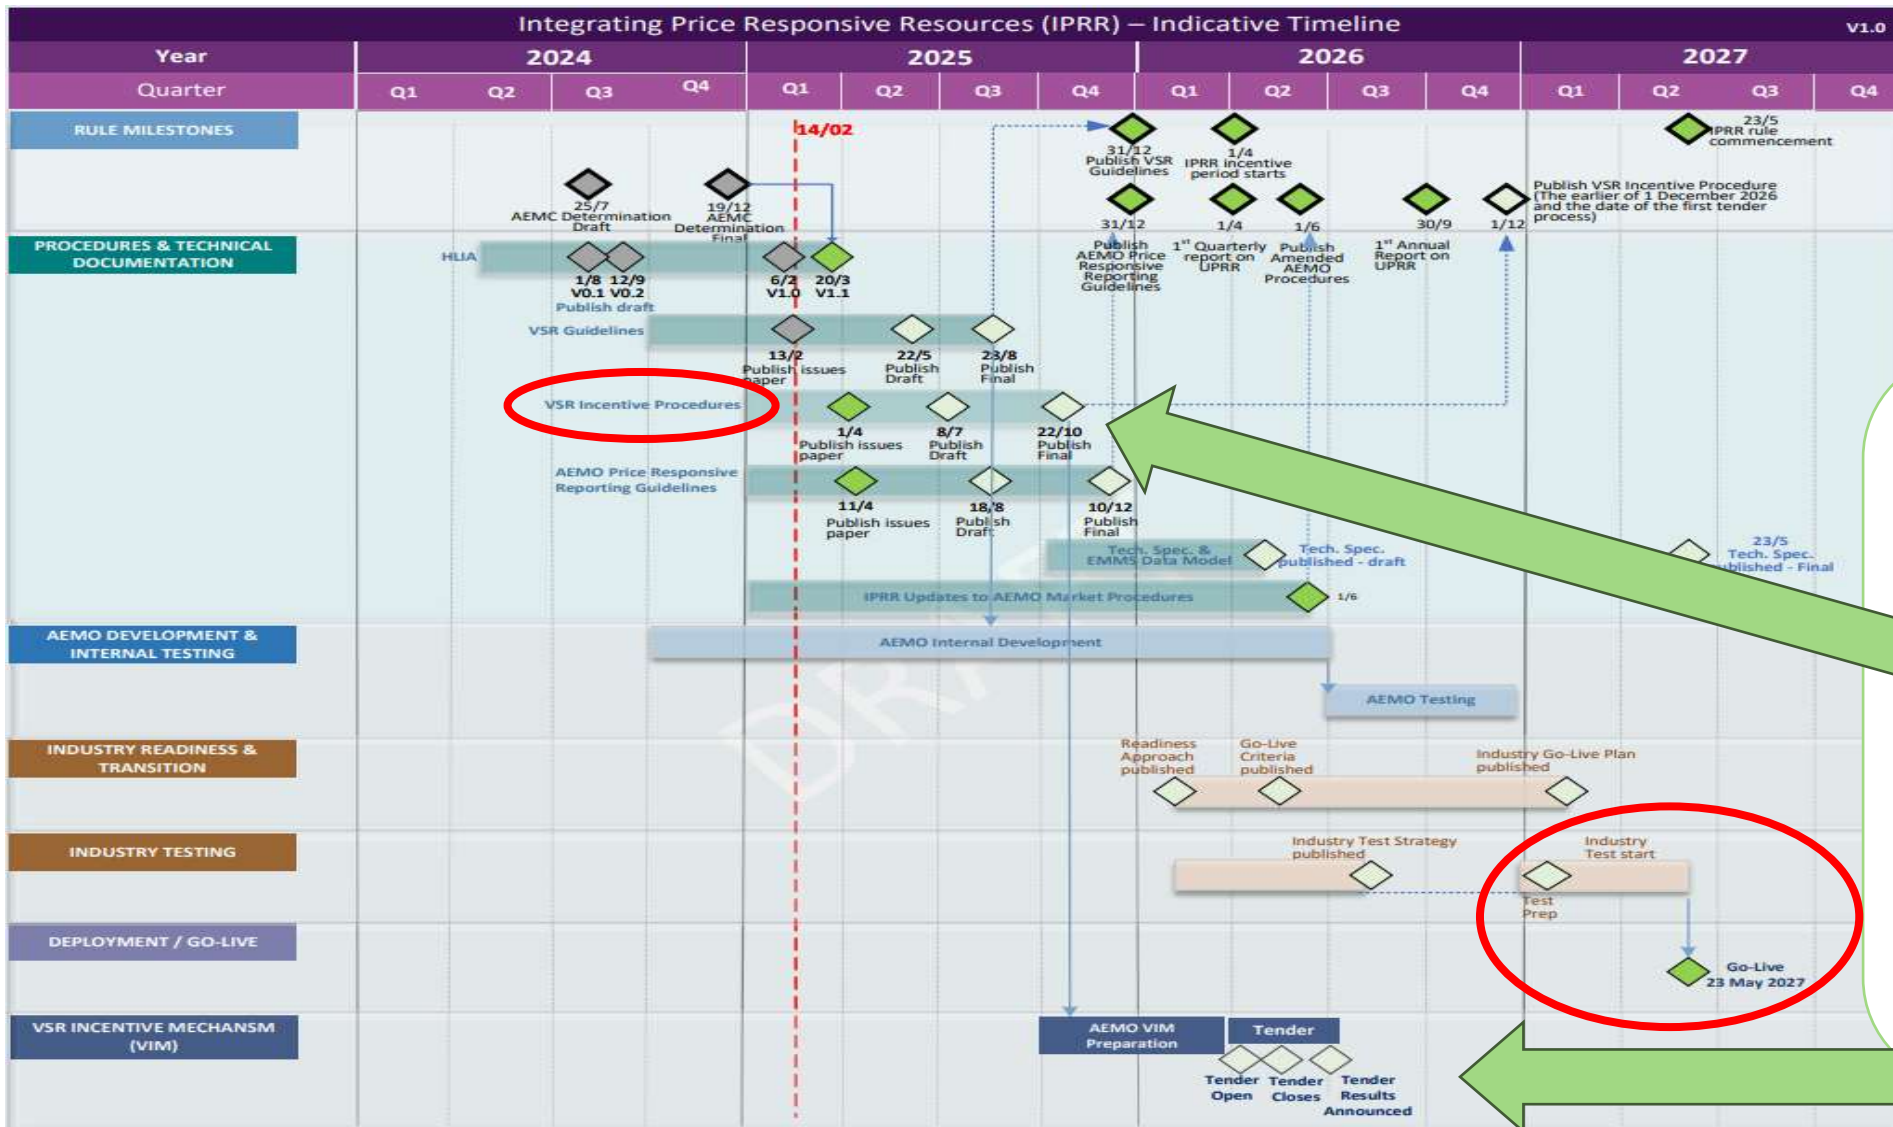 Integrating Price Responsive Resources (IPRR) – Indicative Timeline
V1.0
Year
2024
2025
2026
2027
Quarter
Q1
Q2
Q3
Q4
Q1
Q2
Q3
Q4
Q1
Q2
Q3
Q4
Q1
Q2
Q3
Q4
RULE MILESTONES
14/02
31/12
Publish VSR
Guidelines
1/4
IPRR incentive
period starts
23/5
IPRR rule
commencement
25/7
AEMC Determination
Draft
19/12
AEMC
Determination
Final
31/12
Publish
AEMO Price
Responsive
Reporting
Guidelines
1/4
1st Quarterly
report on
UPRR
1/6
Publish
Amended
AEMO
Procedures
30/9
1st Annual
Report on
UPRR
1/12
Publish VSR Incentive Procedure
(The earlier of 1 December 2026
and the date of the first tender
process)
PROCEDURES & TECHNICAL
DOCUMENTATION
HLIA
1/8
V0.1
12/9
V0.2
Publish draft
6/2
V1.0
20/3
V1.1
VSR Guidelines
13/2
Publish issues
paper
22/5
Publish
Draft
23/8
Publish
Final
VSR Incentive Procedures
1/4
Publish issues
paper
8/7
Publish
Draft
22/10
Publish
Final
AEMO Price Responsive
Reporting Guidelines
11/4
Publish issues
paper
18/8
Publish
Draft
10/12
Publish
Final
Tech. Spec. &
EMMS Data Model
Tech. Spec.
published - draft
23/5
Tech. Spec.
published - Final
IPRR Updates to AEMO Market Procedures
1/6
AEMO DEVELOPMENT &
INTERNAL TESTING
AEMO Internal Development
AEMO Testing
DRAFT
INDUSTRY READINESS &
TRANSITION
Readiness
Approach
published
Go-Live
Criteria
published
Industry Go-Live Plan
published
INDUSTRY TESTING
Industry Test Strategy
published
Industry
Test start
Test
Prep
DEPLOYMENT / GO-LIVE
Go-Live
23 May 2027
VSR INCENTIVE MECHANSM
(VIM)
AEMO VIM
Preparation
Tender
Tender
Open
Tender
Closes
Tender
Results
Announced